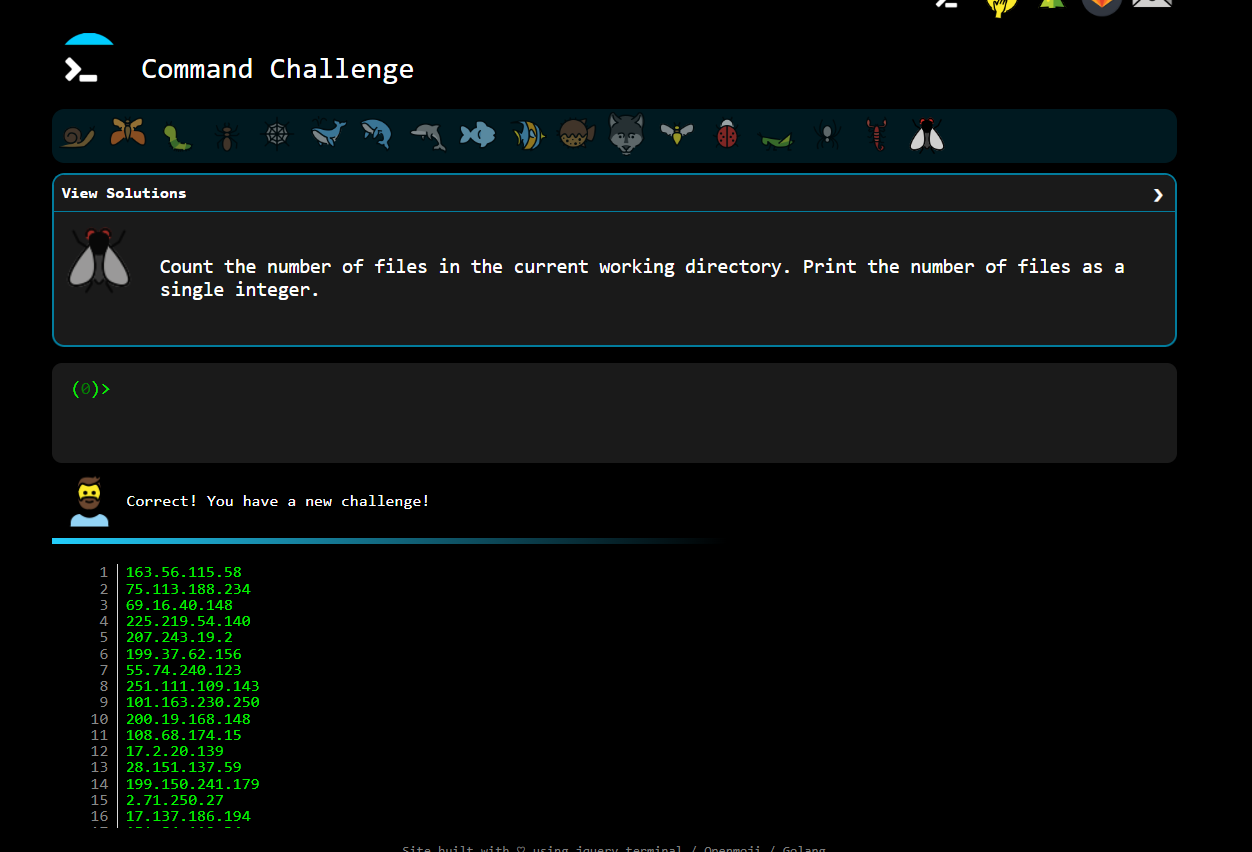 Command Challenge
View Solutions
Count the number of files in the current working directory. Print the number of files as a
single integer.
(0)>
Correct! You have a new challenge!
1 163.56.115.58
2 75.113.188.234
3 69.16.40.148
4 225.219.54.140
5 207.243.19.2
6 199.37.62.156
7 55.74.240.123
8 251.111.109.143
9 101.163.230.250
10 200.19.168.148
11 108.68.174.15
12 17.2.20.139
13 28.151.137.59
14 199.150.241.179
15 2.71.250.27
16 17.137.186.194
Site built with ♡ using jquery terminal / Openmoji / Golang